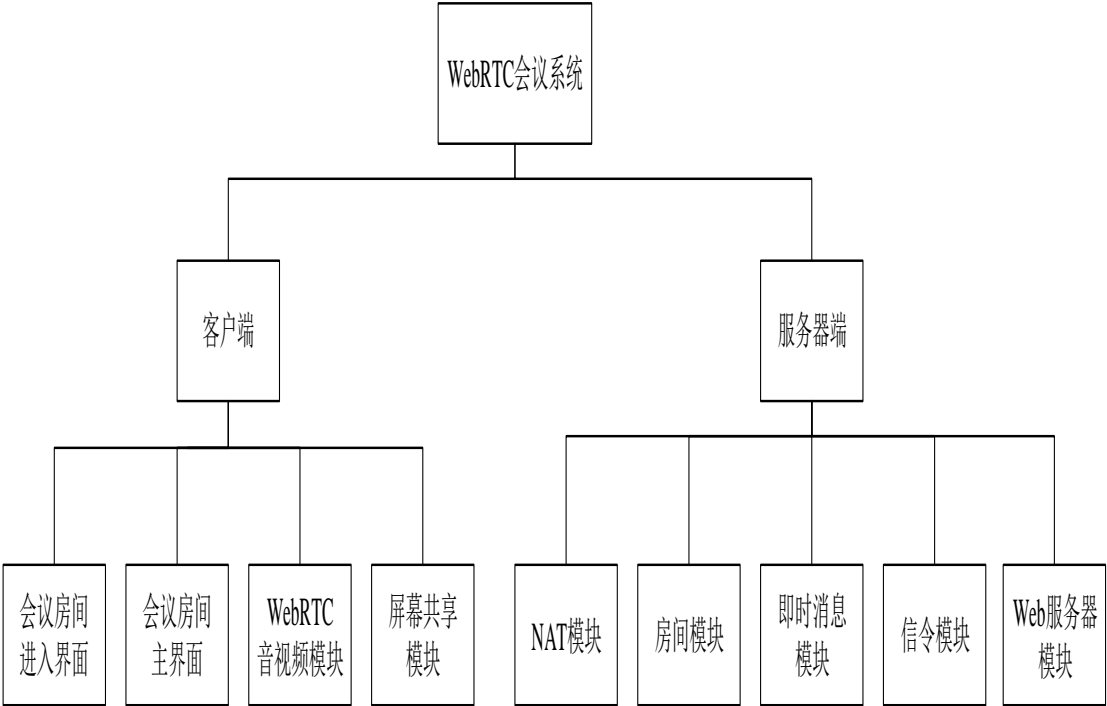 WebRTC会议系统
客户端
服务器端
会议房间
进入界面
会议房间
主界面
WebRTC
音视频模块
屏幕共享
模块
NAT模块
房间模块
即时消息
模块
信令模块
Web服务器
模块